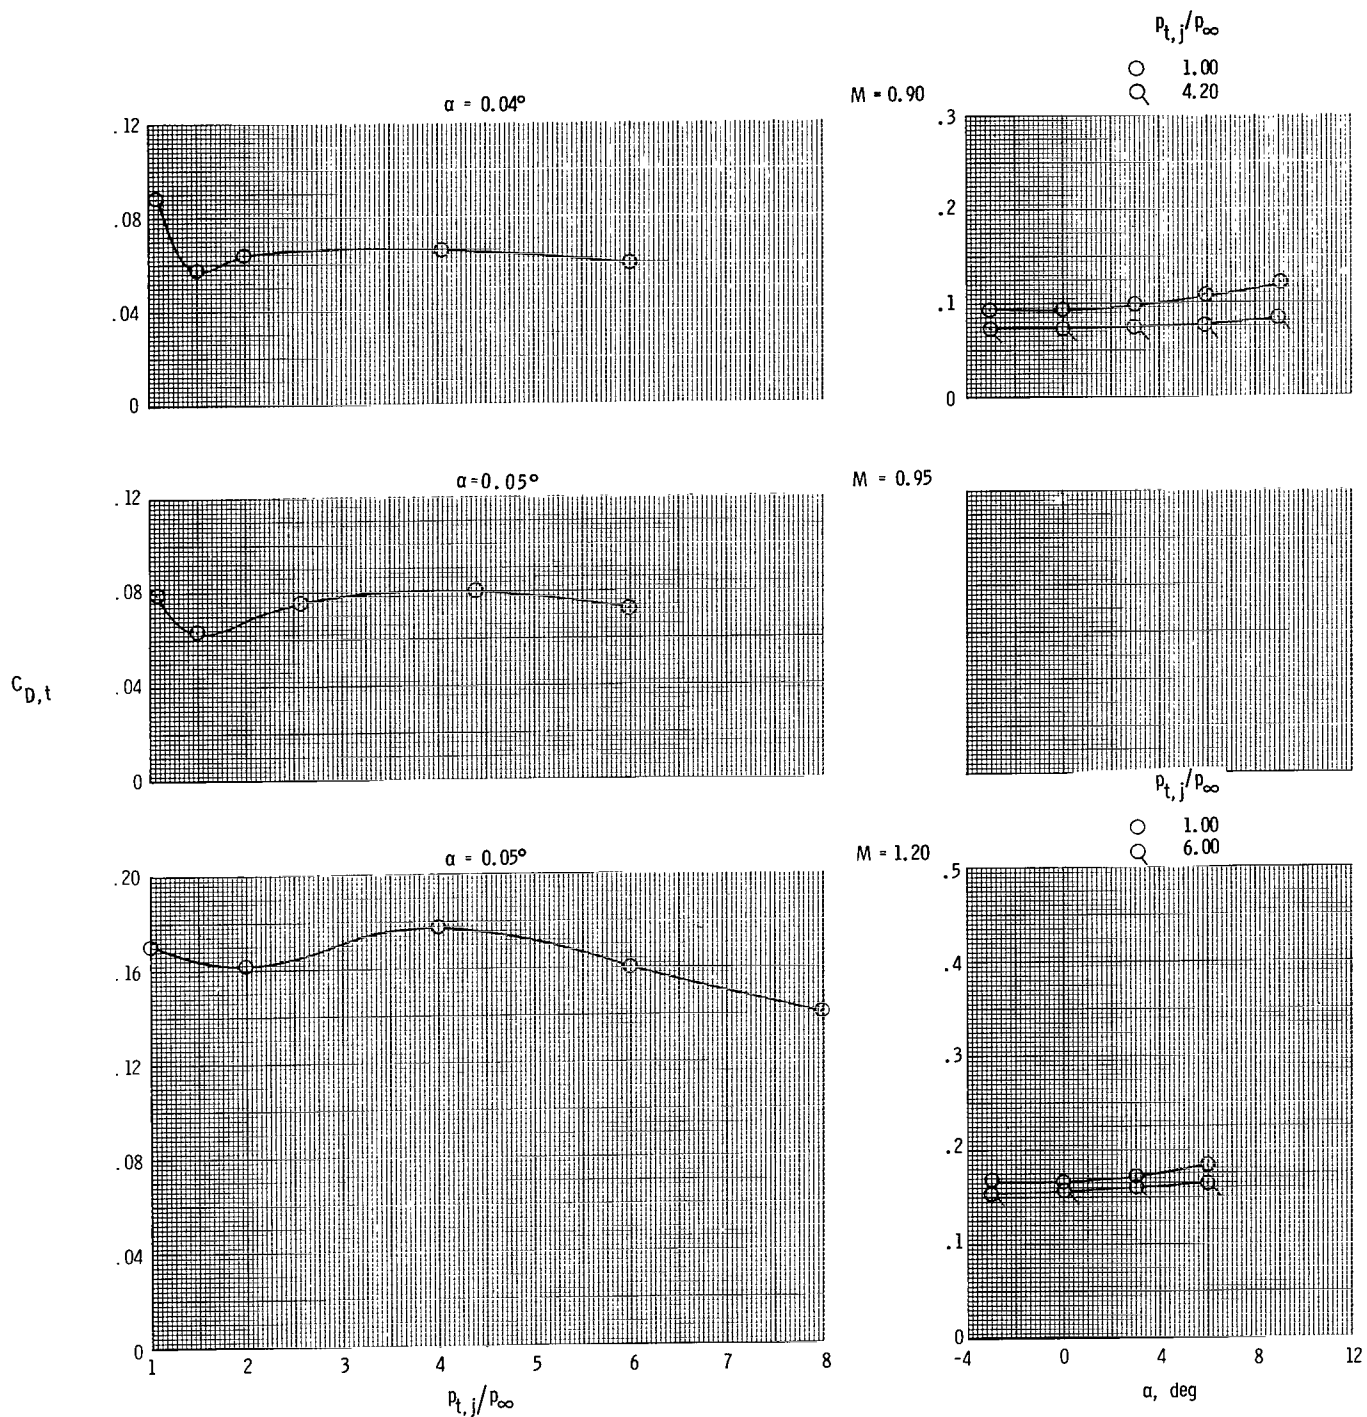 p_{t,j}/p_∞
1.00
4.20
α = 0.04°
M = 0.90
.12
.08
.04
0
.3
.2
.1
0
α=0.05°
M = 0.95
.12
.08
.04
0
C_{D,t}
p_{t,j}/p_∞
1.00
6.00
α = 0.05°
M = 1.20
.20
.16
.12
.08
.04
0
1 2 3 4 5 6 7 8
p_{t,j}/p_∞
.5
.4
.3
.2
.1
0
-4 0 4 8 12
α, deg